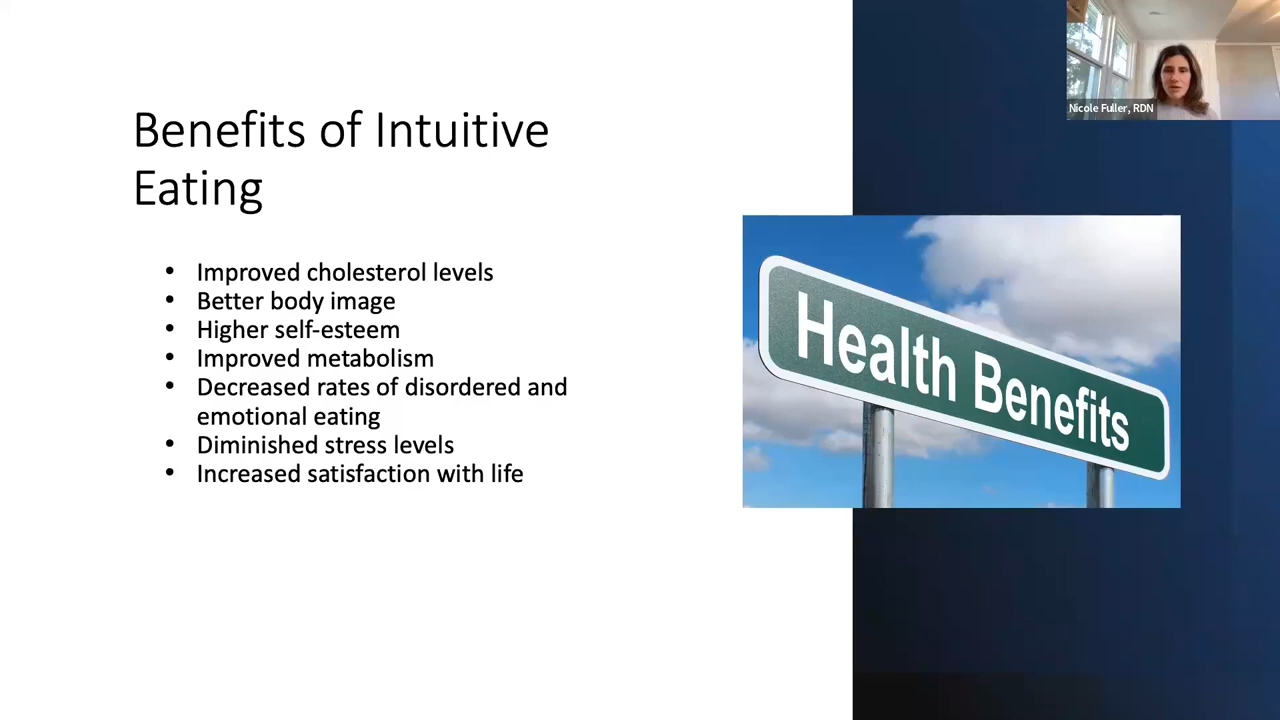 Benefits of Intuitive
Eating
• Improved cholesterol levels
• Better body image
• Higher self-esteem
• Improved metabolism
• Decreased rates of disordered and
emotional eating
• Diminished stress levels
• Increased satisfaction with life
Health Benefits
Nicole Fuller, RDN